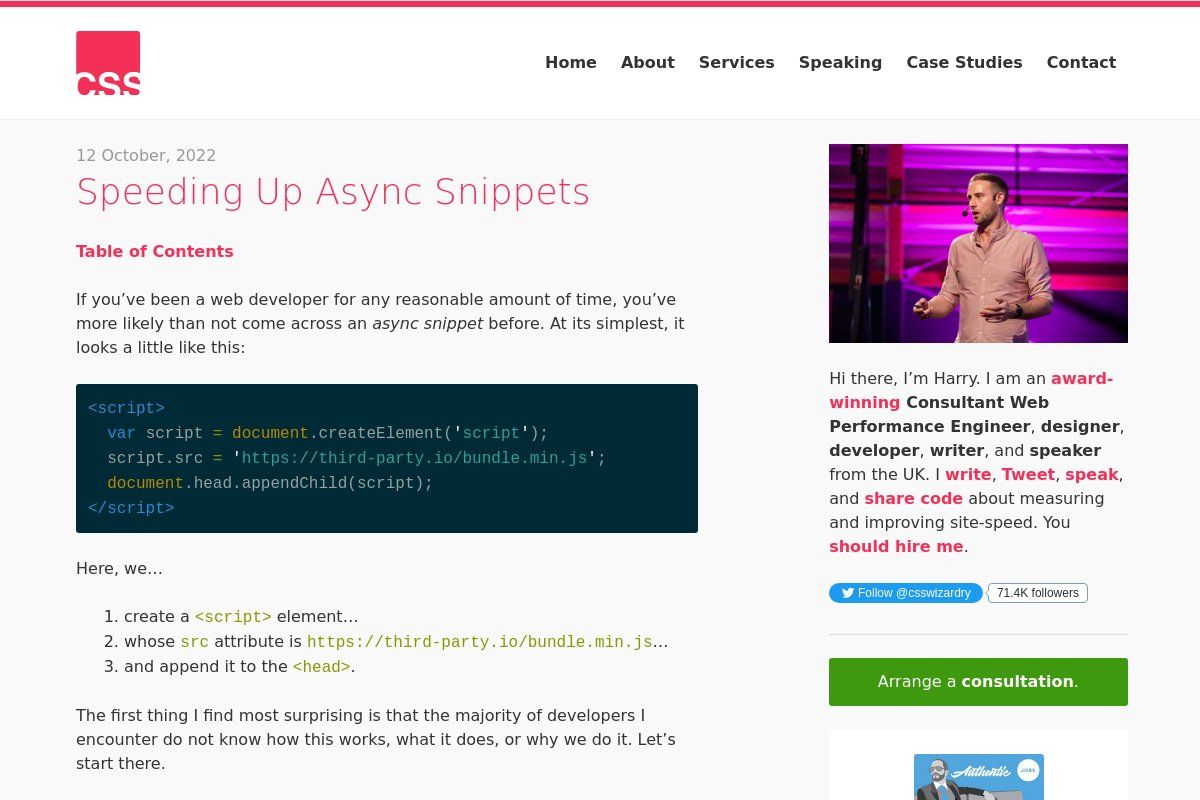 css
Home About Services Speaking Case Studies Contact
12 October, 2022
Speeding Up Async Snippets
Table of Contents
If you’ve been a web developer for any reasonable amount of time, you’ve
more likely than not come across an async snippet before. At its simplest, it
looks a little like this:
<script>
  var script = document.createElement('script');
  script.src = 'https://third-party.io/bundle.min.js';
  document.head.appendChild(script);
</script>
Here, we…
1. create a <script> element…
2. whose src attribute is https://third-party.io/bundle.min.js…
3. and append it to the <head>.
The first thing I find most surprising is that the majority of developers I
encounter do not know how this works, what it does, or why we do it. Let’s
start there.
Hi there, I’m Harry. I am an award-
winning Consultant Web
Performance Engineer, designer,
developer, writer, and speaker
from the UK. I write, Tweet, speak,
and share code about measuring
and improving site-speed. You
should hire me.
Follow @csswizardry 71.4K followers
Arrange a consultation.
Authentic JOBS